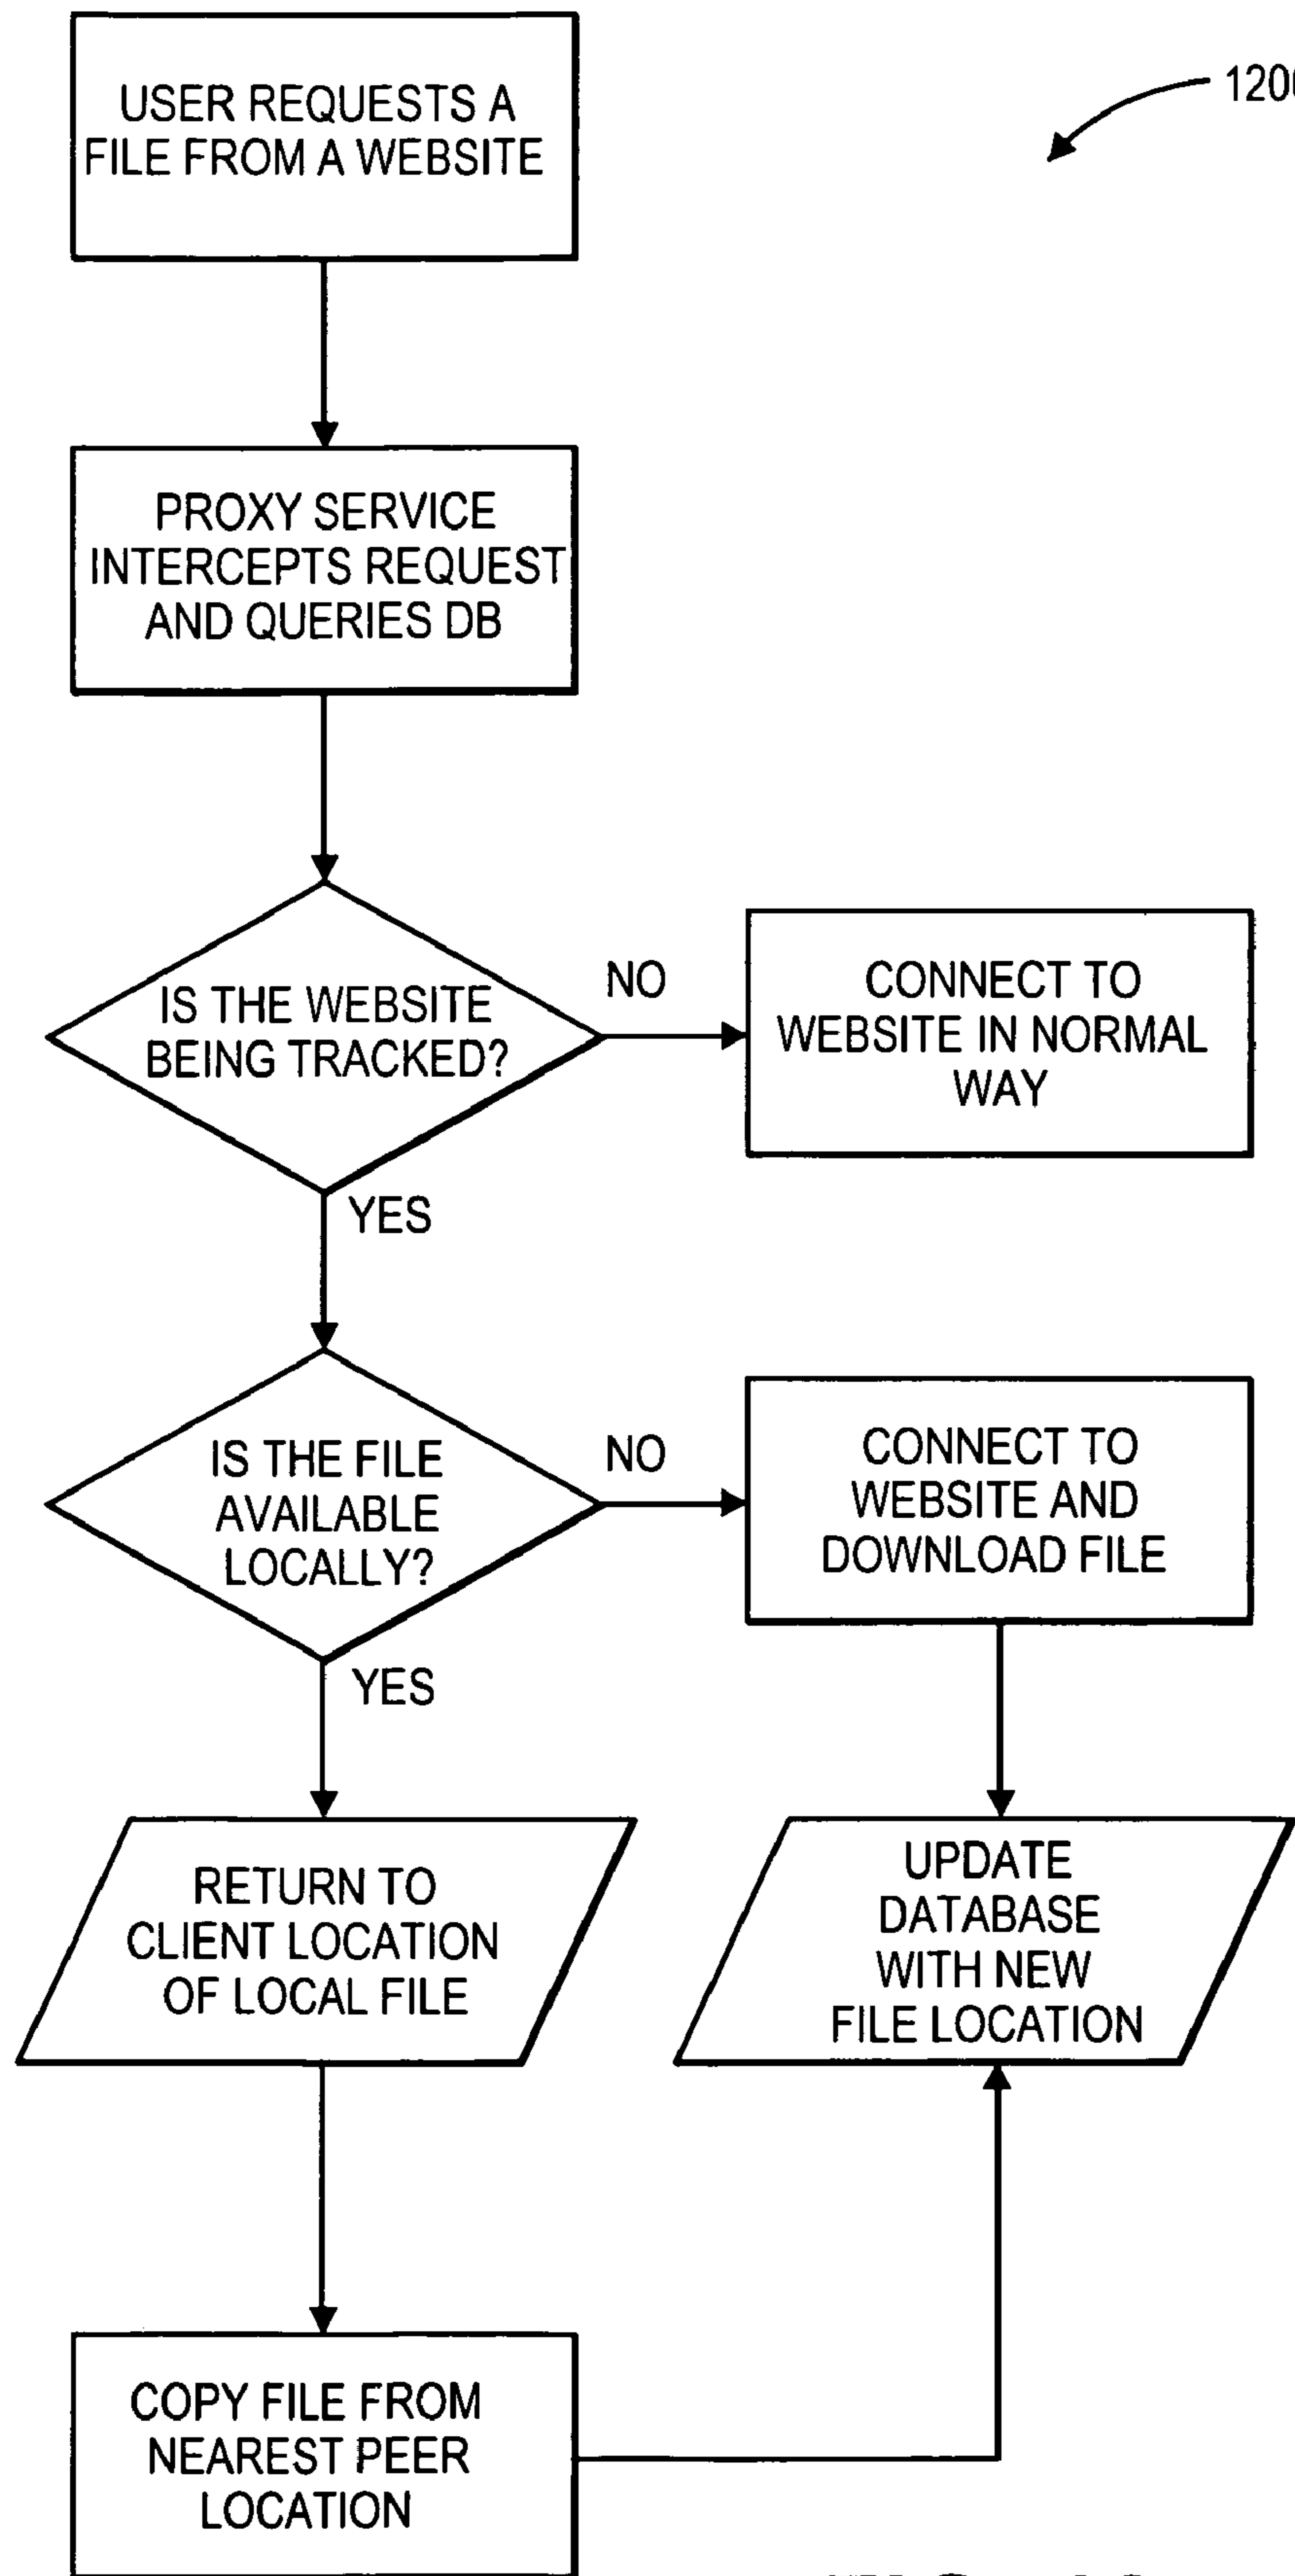 USER REQUESTS A
FILE FROM A WEBSITE
1200
PROXY SERVICE
INTERCEPTS REQUEST
AND QUERIES DB
IS THE WEBSITE
BEING TRACKED?
NO
CONNECT TO
WEBSITE IN NORMAL
WAY
YES
IS THE FILE
AVAILABLE
LOCALLY?
NO
CONNECT TO
WEBSITE AND
DOWNLOAD FILE
YES
RETURN TO
CLIENT LOCATION
OF LOCAL FILE
UPDATE
DATABASE
WITH NEW
FILE LOCATION
COPY FILE FROM
NEAREST PEER
LOCATION